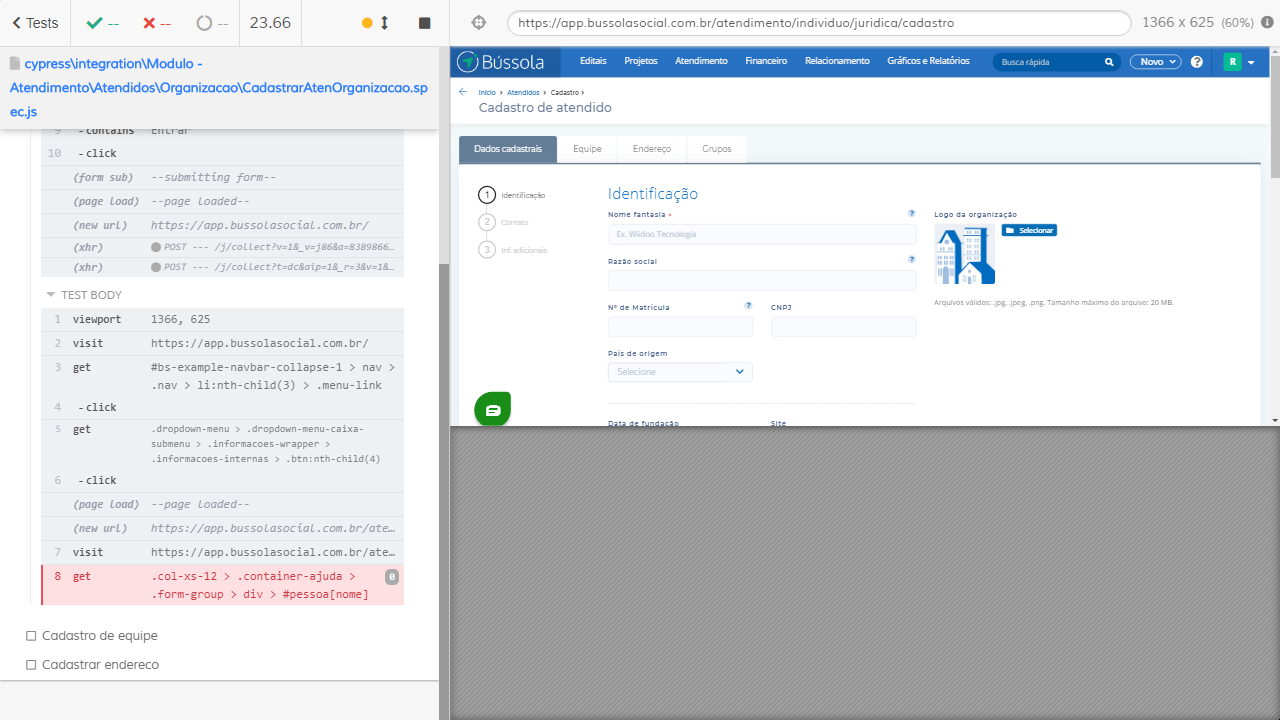 Tests
--
--
--
23.66
https://app.bussolasocial.com.br/atendimento/individuo/juridica/cadastro
1366 x 625 (60%)
cypress\integration\Modulo -
Atendimento\Atendidos\Organizacao\CadastrarAtenOrganizacao.sp
ec.js
9 -contains Entrar
10 -click
(form sub) --submitting form--
(page load) --page loaded--
(new url) https://app.bussolasocial.com.br/
(xhr) POST --- /j/collect?v=1&_v=j86&a=8389866…
(xhr) POST --- /j/collect?t=dc&aip=1&_r=3&v=1&…
TEST BODY
1 viewport 1366, 625
2 visit https://app.bussolasocial.com.br/
3 get #bs-example-navbar-collapse-1 > nav >
.nav > li:nth-child(3) > .menu-link
4 -click
5 get .dropdown-menu > .dropdown-menu-caixa-
submenu > .informacoes-wrapper >
.informacoes-internas > .btn:nth-child(4)
6 -click
(page load) --page loaded--
(new url) https://app.bussolasocial.com.br/ate…
7 visit https://app.bussolasocial.com.br/ate…
8 get .col-xs-12 > .container-ajuda > 0
.form-group > div > #pessoa[nome]
Cadastro de equipe
Cadastrar endereco
Bússola
Editais Projetos Atendimento Financeiro Relacionamento Gráficos e Relatórios
Busca rápida
Novo
?
R
Início > Atendidos > Cadastro >
Cadastro de atendido
Dados cadastrais Equipe Endereço Grupos
1 Identificação
2 Contato
3 Inf. adicionais
Identificação
Nome fantasia • ?
Ex. Wiidoo Tecnologia
Razão social ?
Nº de Matrícula ? CNPJ
País de origem
Selecione
Data de fundação Site
Logo da organização
Selecionar
Arquivos válidos: .jpg, .jpeg, .png. Tamanho máximo do arquivo: 20 MB.